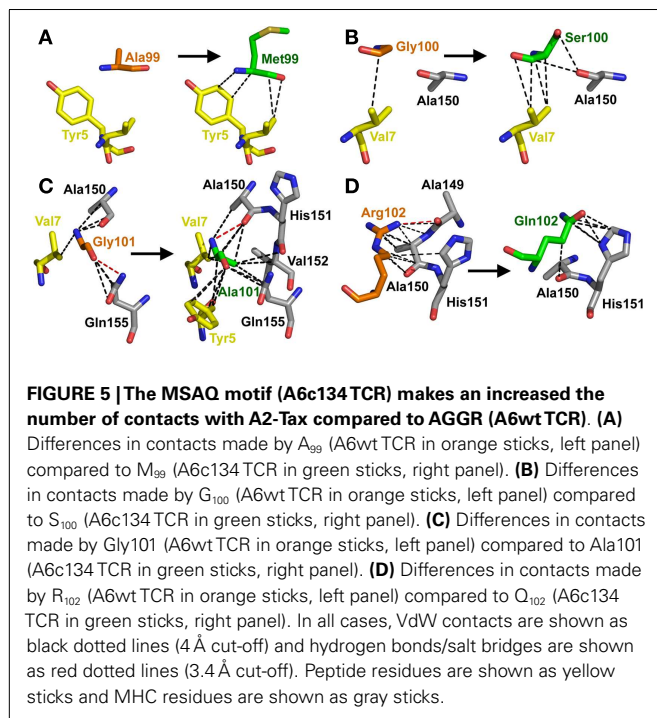 A
Ala99
Met99
Tyr5
Tyr5
B
Gly100
Ser100
Ala150
Ala150
Val7
Val7
C
Ala150
Val7
Gly101
Gln155
Ala150
His151
Val7
Val152
Ala101
Gln155
Tyr5
D
Ala149
Arg102
Gln102
Ala150
His151
Ala150
His151
FIGURE 5 | The MSAQ motif (A6c134 TCR) makes an increased the
number of contacts with A2-Tax compared to AGGR (A6wt TCR). (A)
Differences in contacts made by A₉₉ (A6wt TCR in orange sticks, left panel)
compared to M₉₉ (A6c134 TCR in green sticks, right panel). (B) Differences
in contacts made by G₁₀₀ (A6wt TCR in orange sticks, left panel) compared
to S₁₀₀ (A6c134 TCR in green sticks, right panel). (C) Differences in contacts
made by Gly101 (A6wt TCR in orange sticks, left panel) compared to Ala101
(A6c134 TCR in green sticks, right panel). (D) Differences in contacts made
by R₁₀₂ (A6wt TCR in orange sticks, left panel) compared to Q₁₀₂ (A6c134
TCR in green sticks, right panel). In all cases, VdW contacts are shown as
black dotted lines (4 Å cut-off) and hydrogen bonds/salt bridges are shown
as red dotted lines (3.4 Å cut-off). Peptide residues are shown as yellow
sticks and MHC residues are shown as gray sticks.